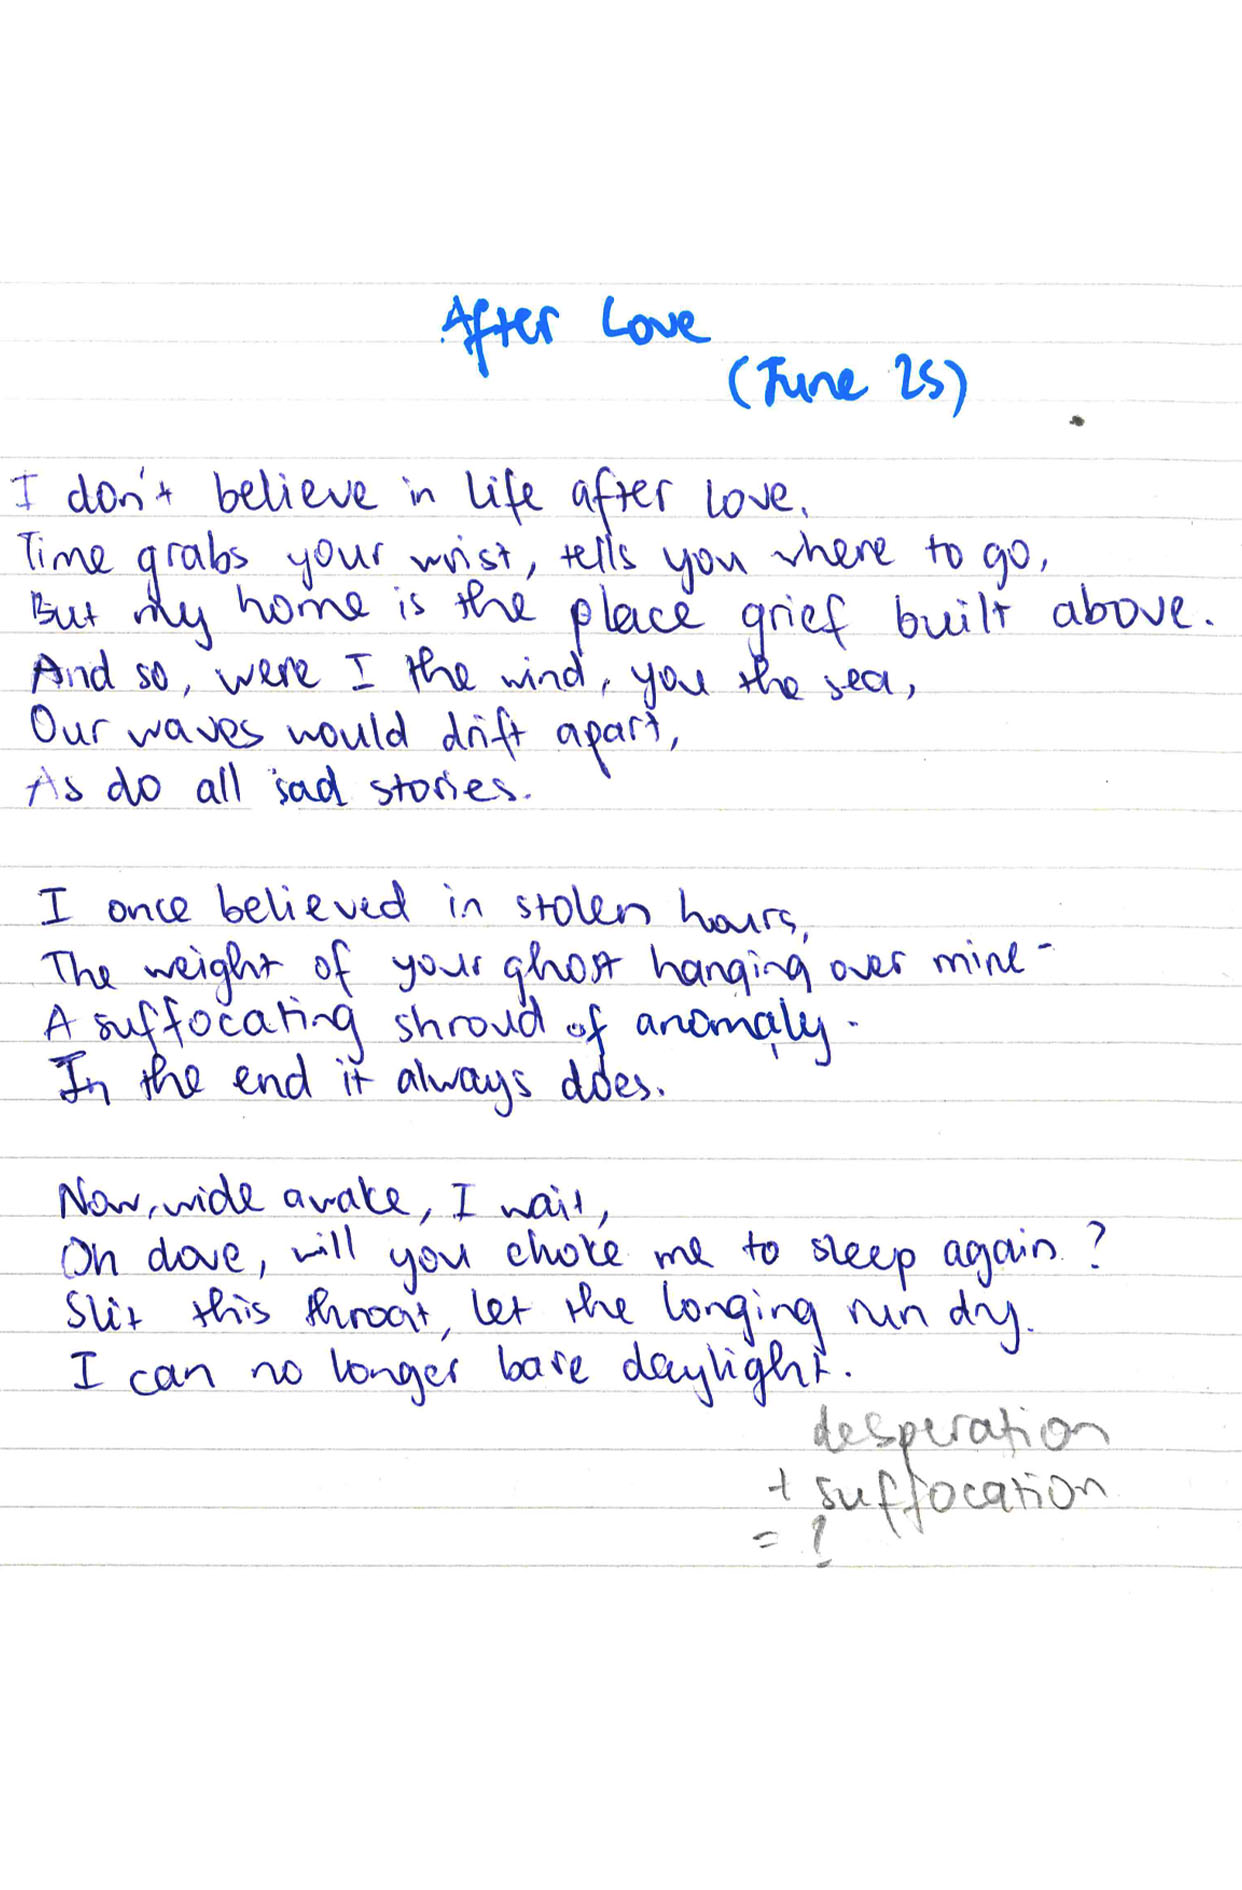 After Love
(June 25)
I don't believe in life after love.
Time grabs your wrist, tells you where to go,
But my home is the place grief built above.
And so, were I the wind, you the sea,
Our waves would drift apart,
As do all sad stories.
I once believed in stolen hours,
The weight of your ghost hanging over mine -
A suffocating shroud of anomaly.
In the end it always does.
Now, wide awake, I wait,
Oh dove, will you choke me to sleep again?
Slit this throat, let the longing run dry.
I can no longer bare daylight.
desperation
+ suffocation
= ?